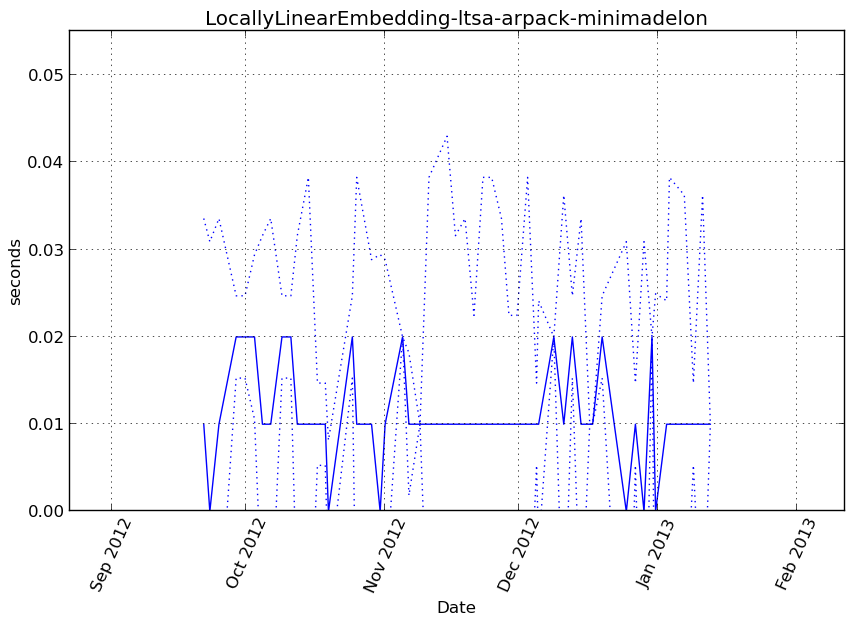 LocallyLinearEmbedding-ltsa-arpack-minimadelon
0.05
0.04
0.03
0.02
0.01
0.00
seconds
Sep 2012
Oct 2012
Nov 2012
Dec 2012
Jan 2013
Feb 2013
Date